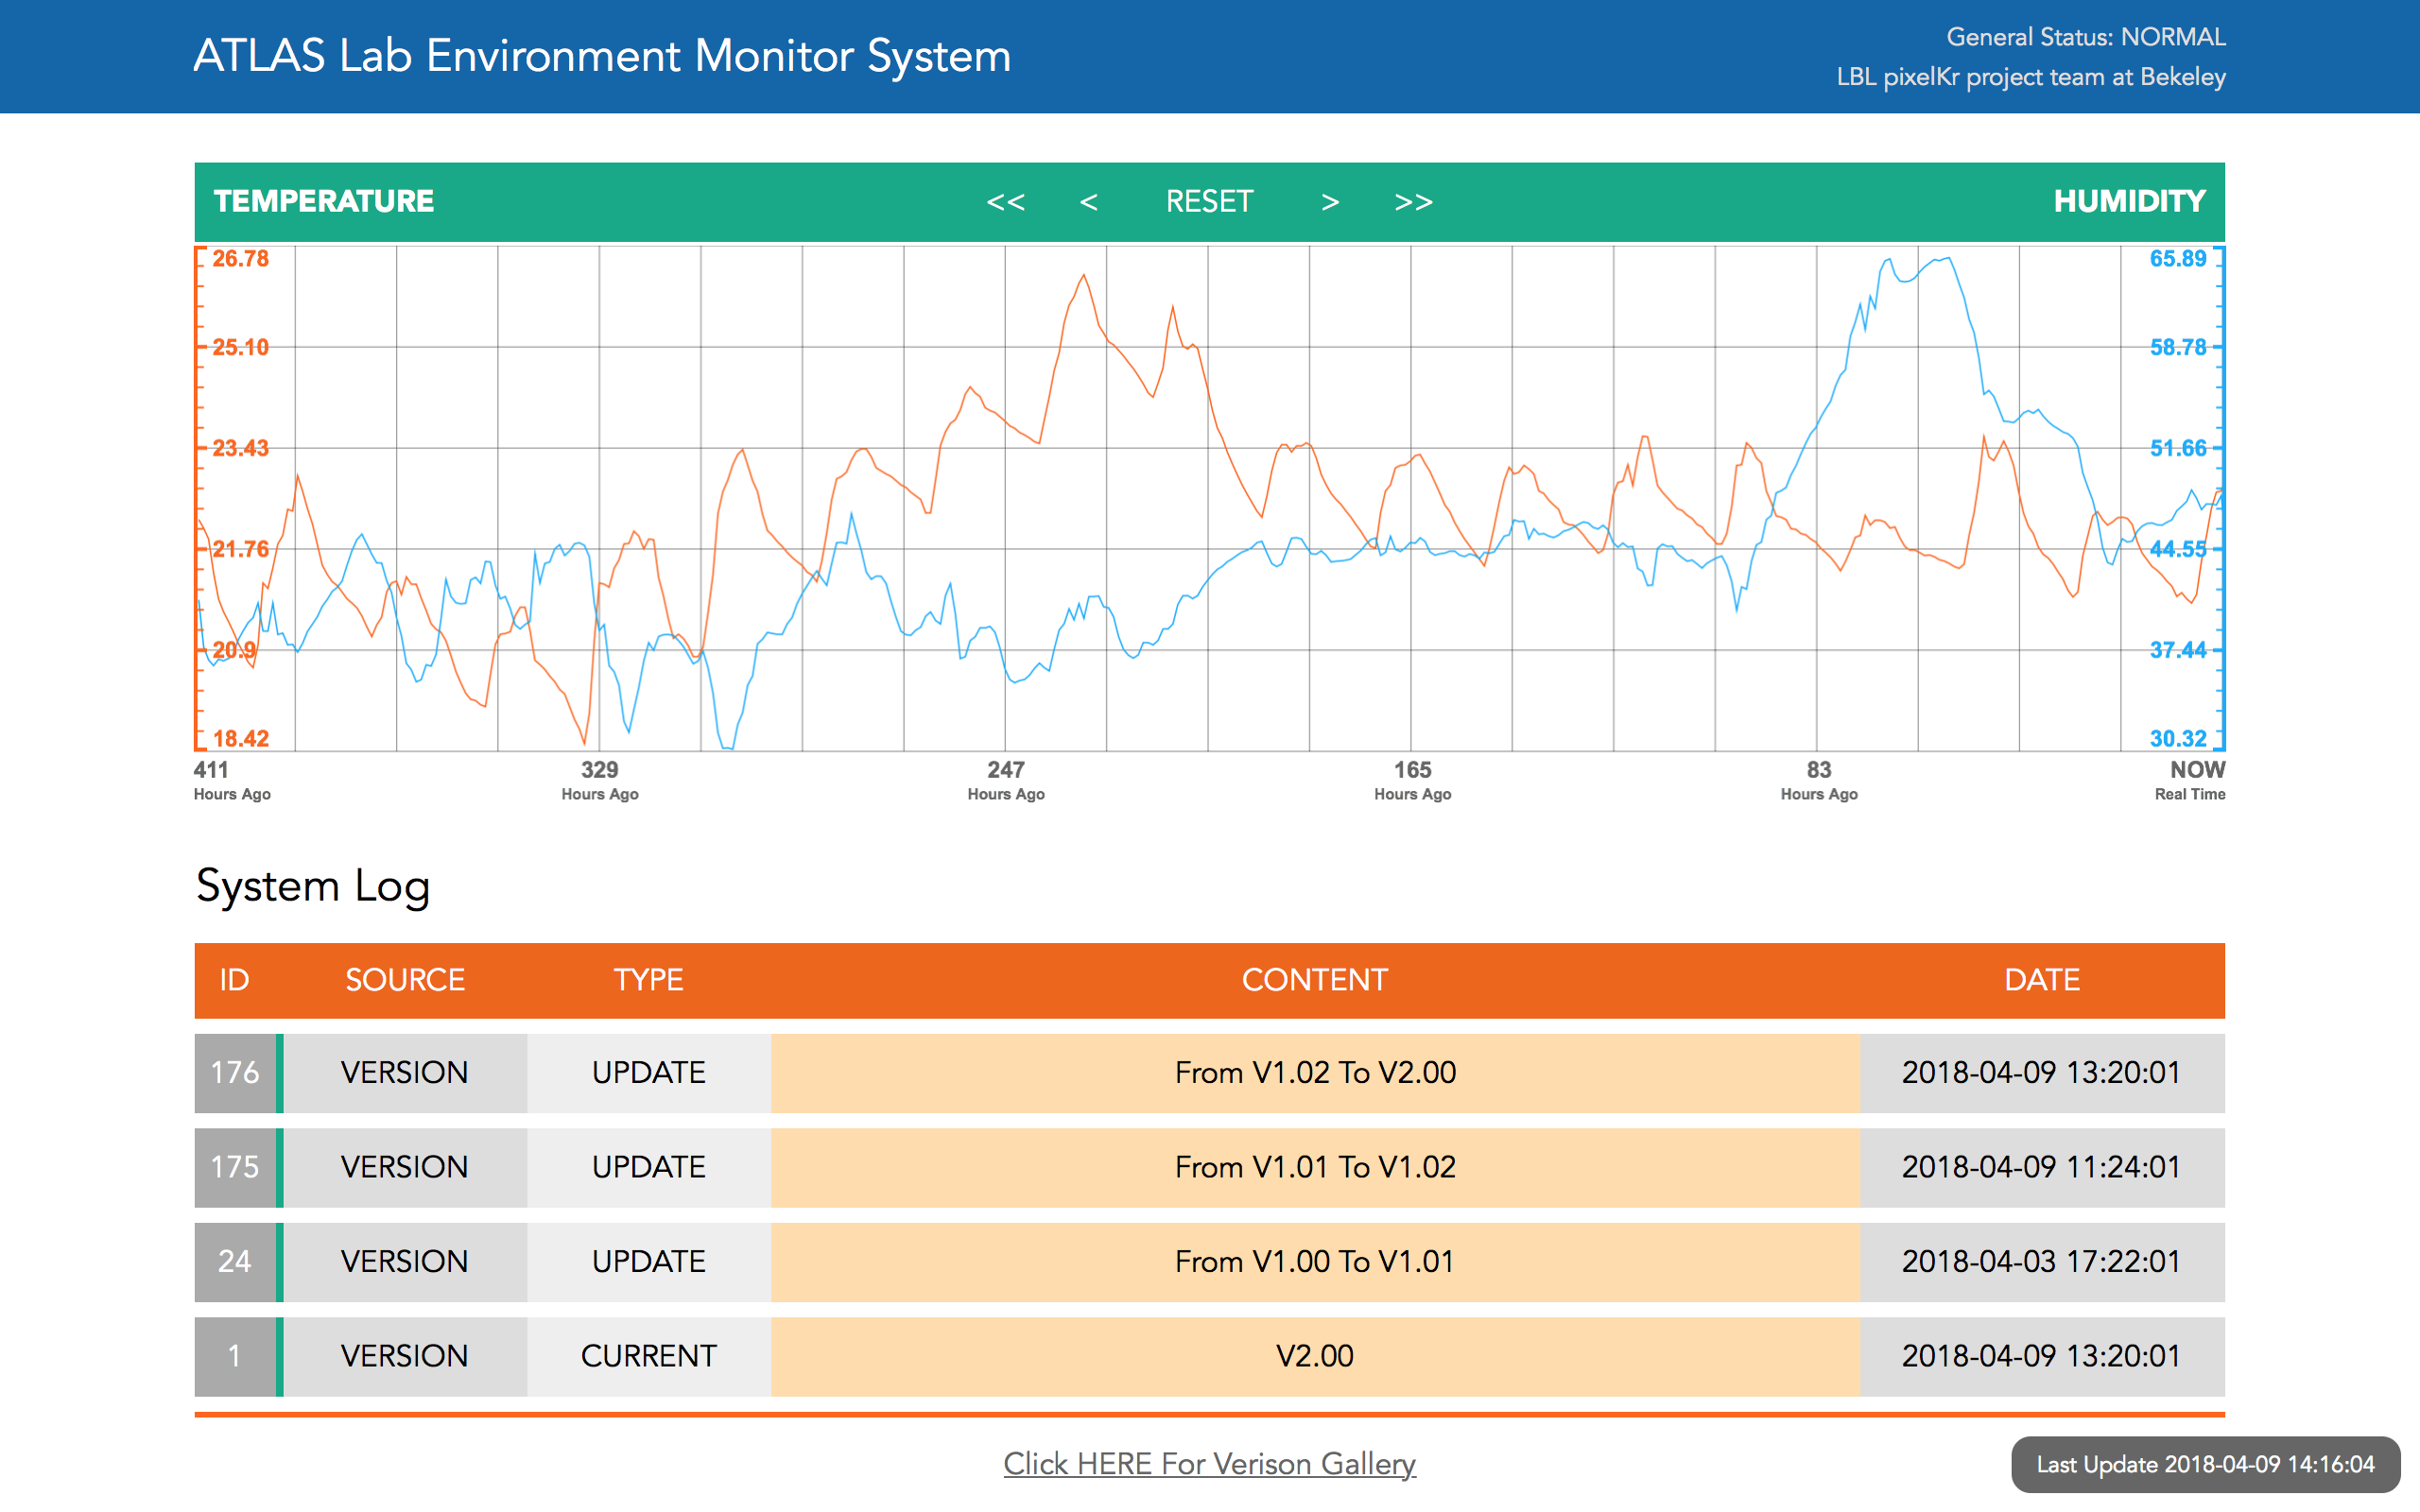 ATLAS Lab Environment Monitor System
General Status: NORMAL
LBL pixelKr project team at Bekeley
TEMPERATURE << < RESET > >> HUMIDITY
26.78 65.89
25.10 58.78
23.43 51.66
21.76 44.55
20.9 37.44
18.42 30.32
411 329 247 165 83 NOW
Hours Ago Hours Ago Hours Ago Hours Ago Hours Ago Real Time
System Log
ID SOURCE TYPE CONTENT DATE
176 VERSION UPDATE From V1.02 To V2.00 2018-04-09 13:20:01
175 VERSION UPDATE From V1.01 To V1.02 2018-04-09 11:24:01
24 VERSION UPDATE From V1.00 To V1.01 2018-04-03 17:22:01
1 VERSION CURRENT V2.00 2018-04-09 13:20:01
Click HERE For Verison Gallery
Last Update 2018-04-09 14:16:04